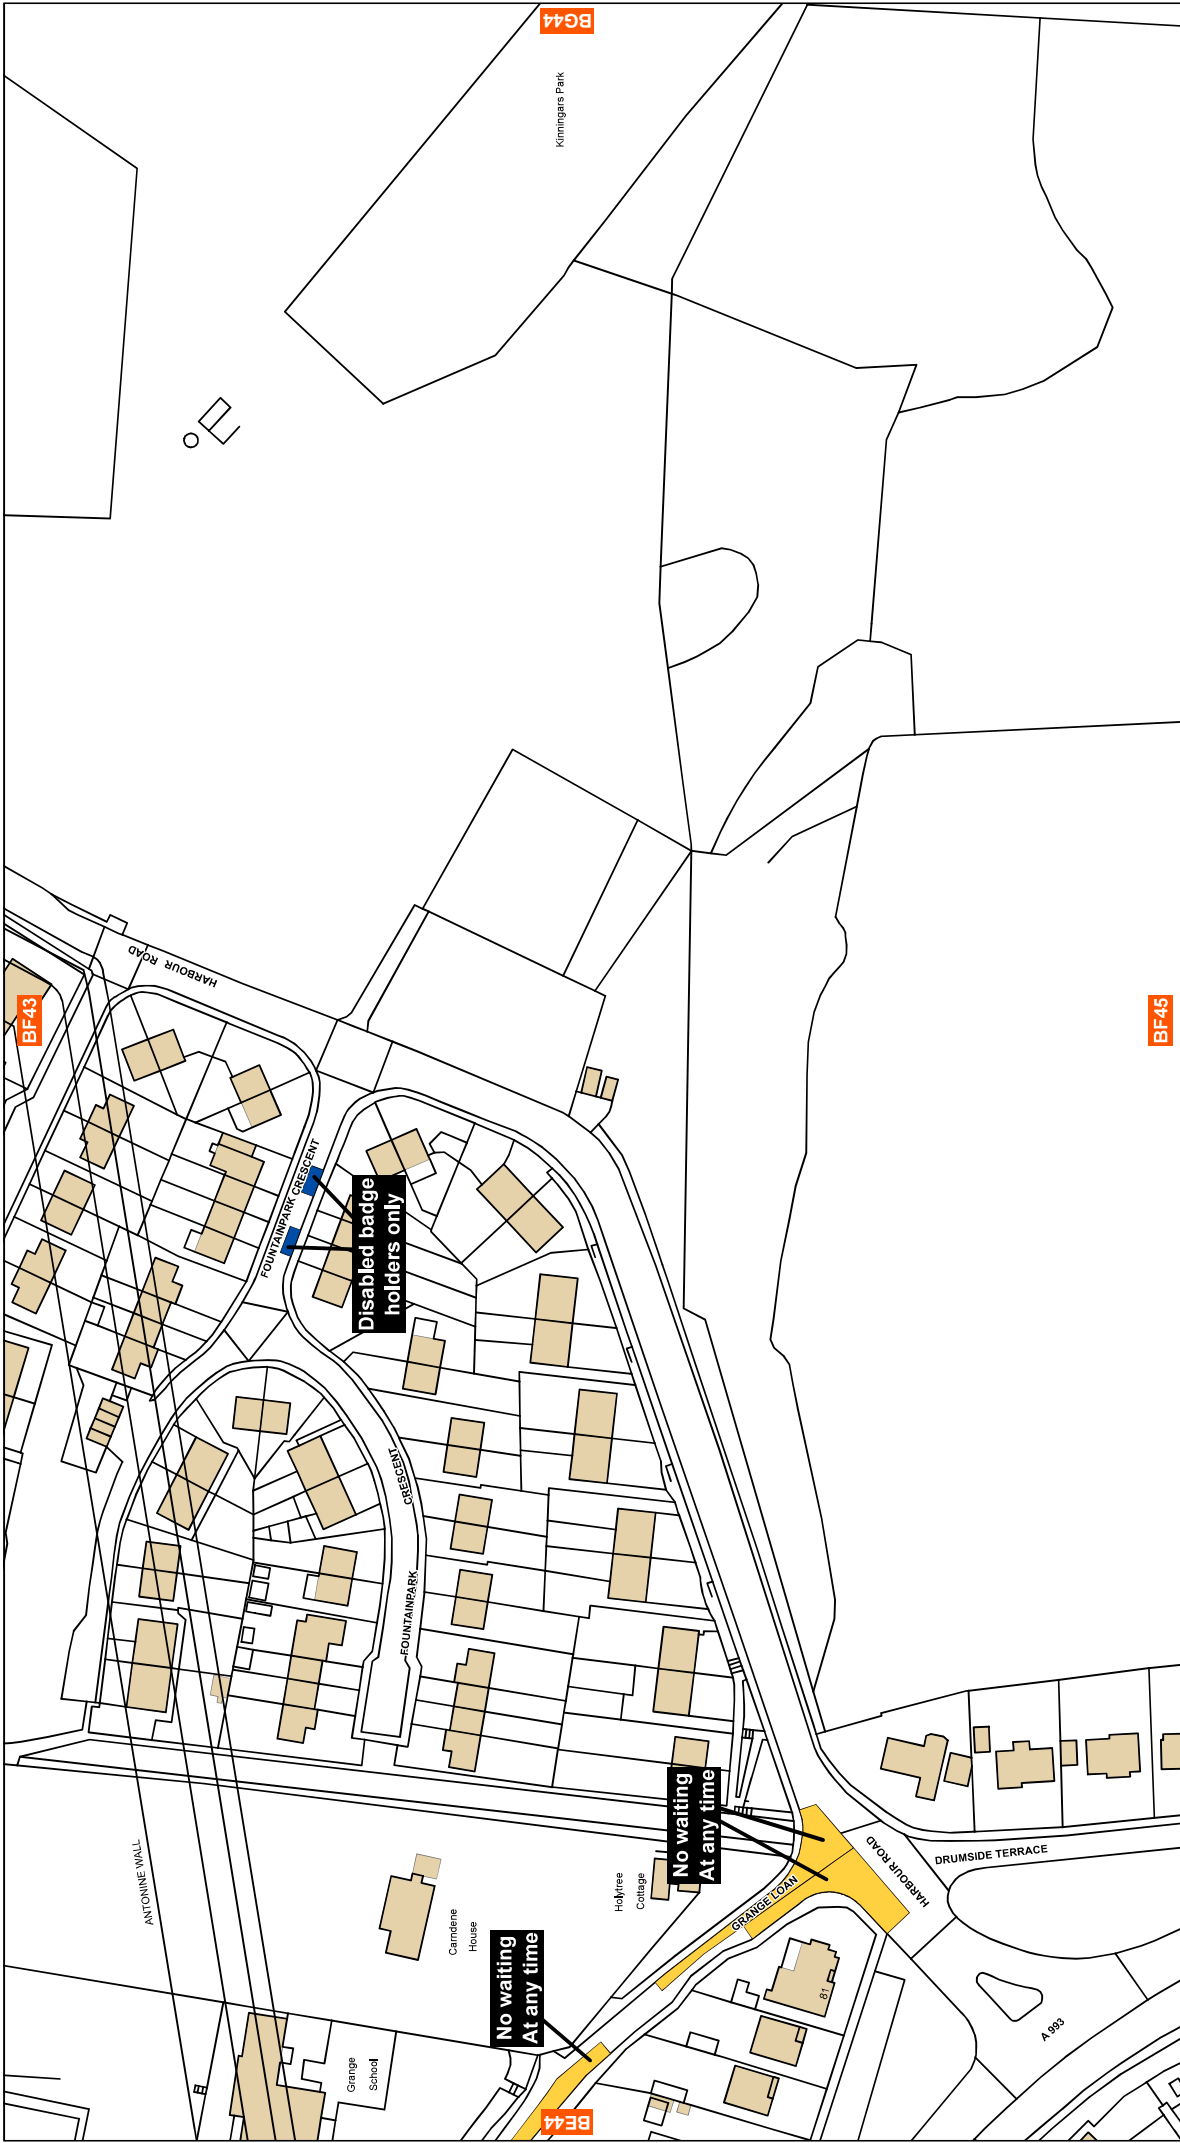 BG44
Kinningars Park
BF43
HARBOUR ROAD
FOUNTAINPARK CRESCENT
Disabled badge
holders only
CRESCENT
FOUNTAINPARK
BF45
ANTONINE WALL
Carndene
House
Holytree
Cottage
No waiting
At any time
GRANGE LOAN
HARBOUR ROAD
DRUMSIDE TERRACE
No waiting
At any time
81
A 993
Grange
School
BE44